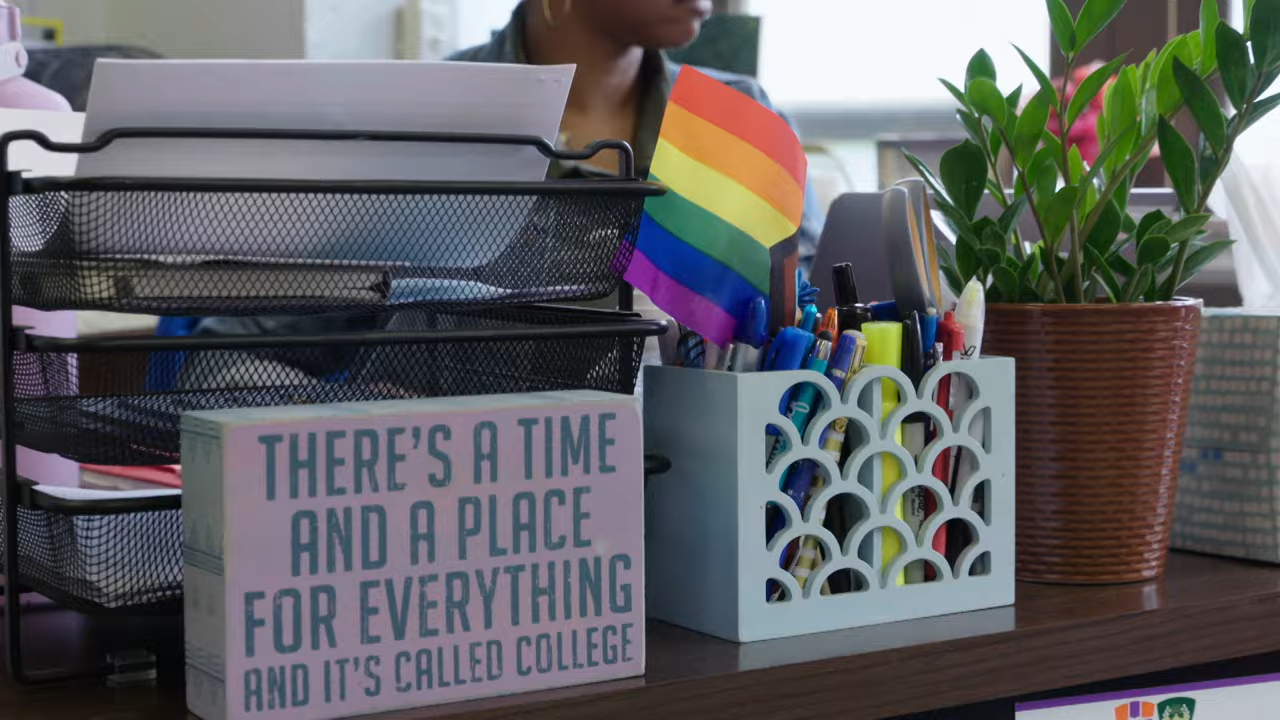 THERE'S A TIME
AND A PLACE
FOR EVERYTHING
AND IT'S CALLED COLLEGE